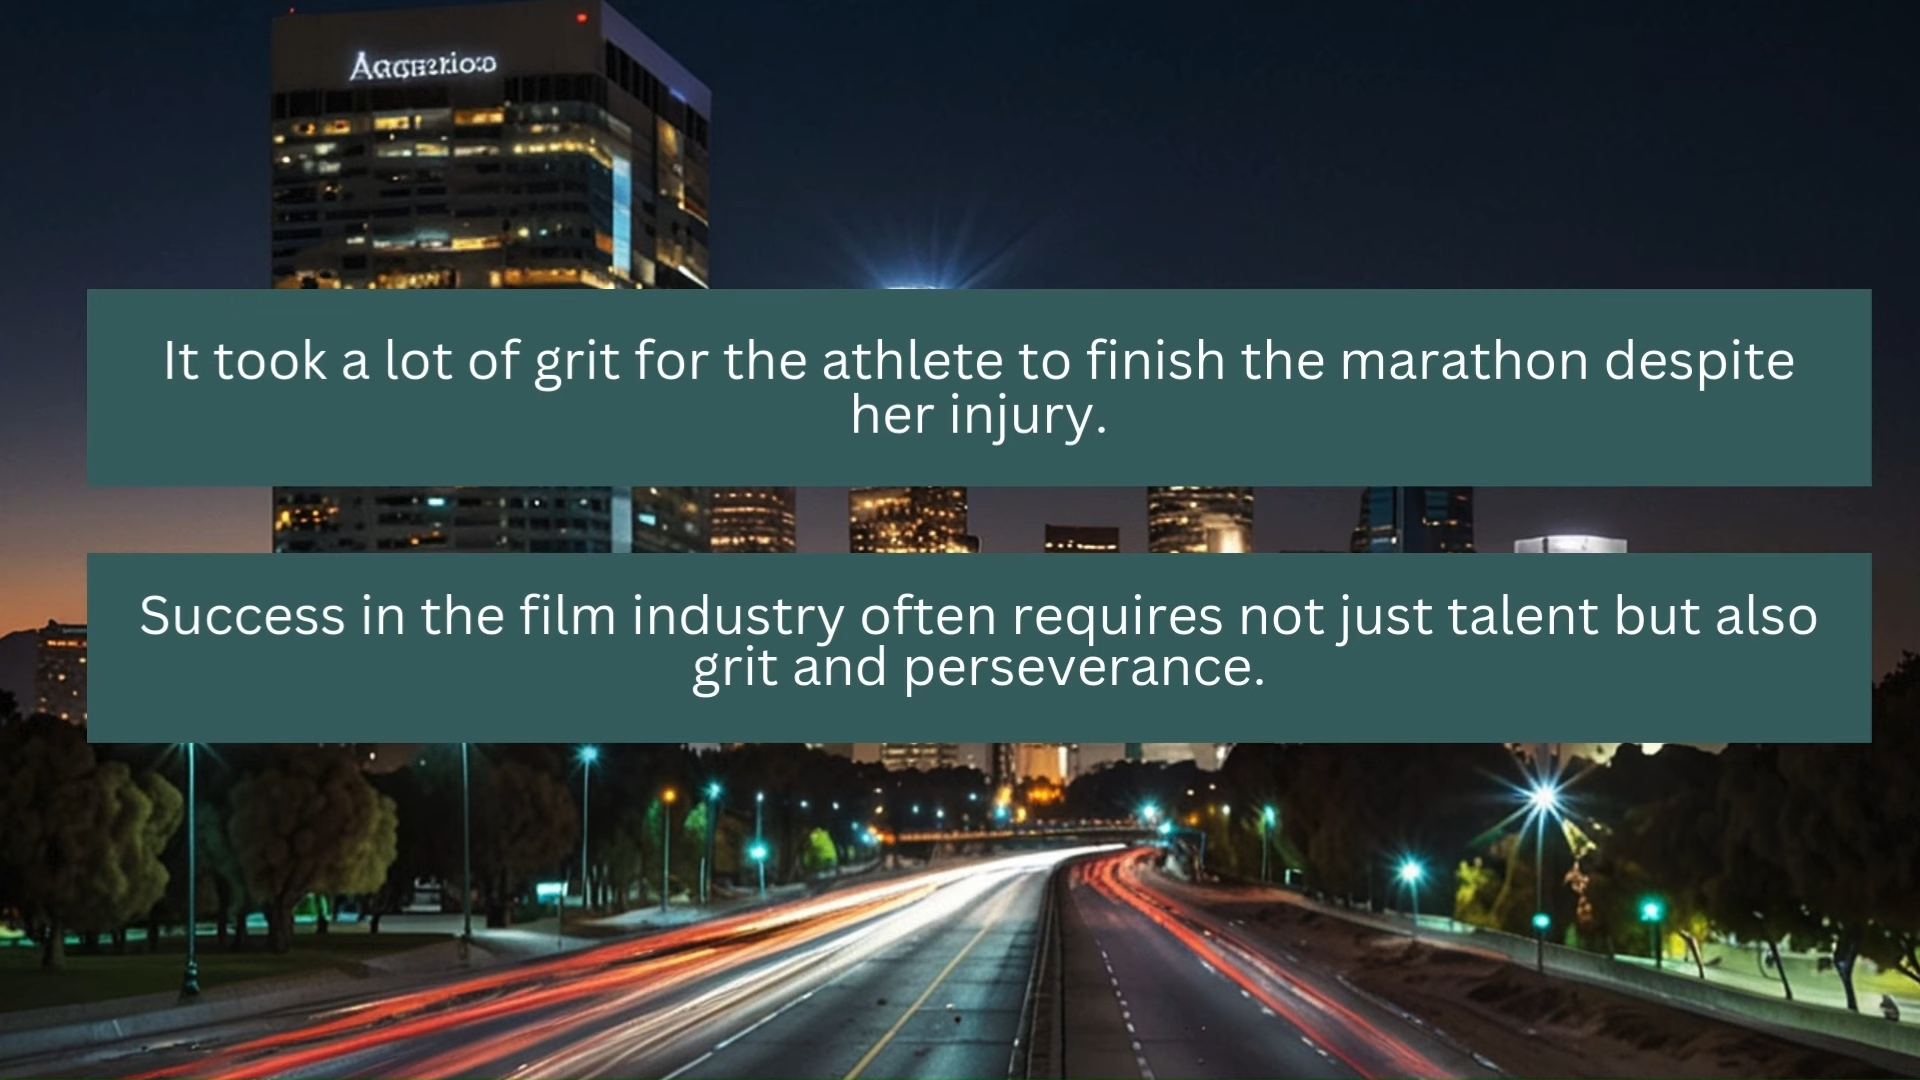 It took a lot of grit for the athlete to finish the marathon despite
her injury.
Success in the film industry often requires not just talent but also
grit and perseverance.